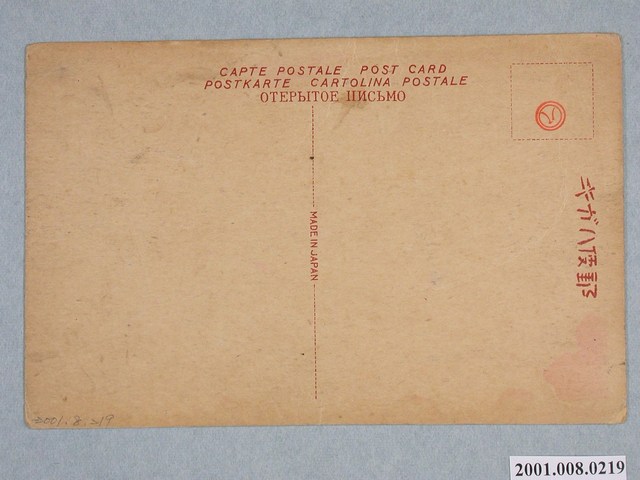 CAPTE POSTALE POST CARD
POSTKARTE CARTOLINA POSTALE
ОТЕРЫТОЕ ПИСЬМО
MADE IN JAPAN
キガハ便郵
2001.8.219
2001.008.0219